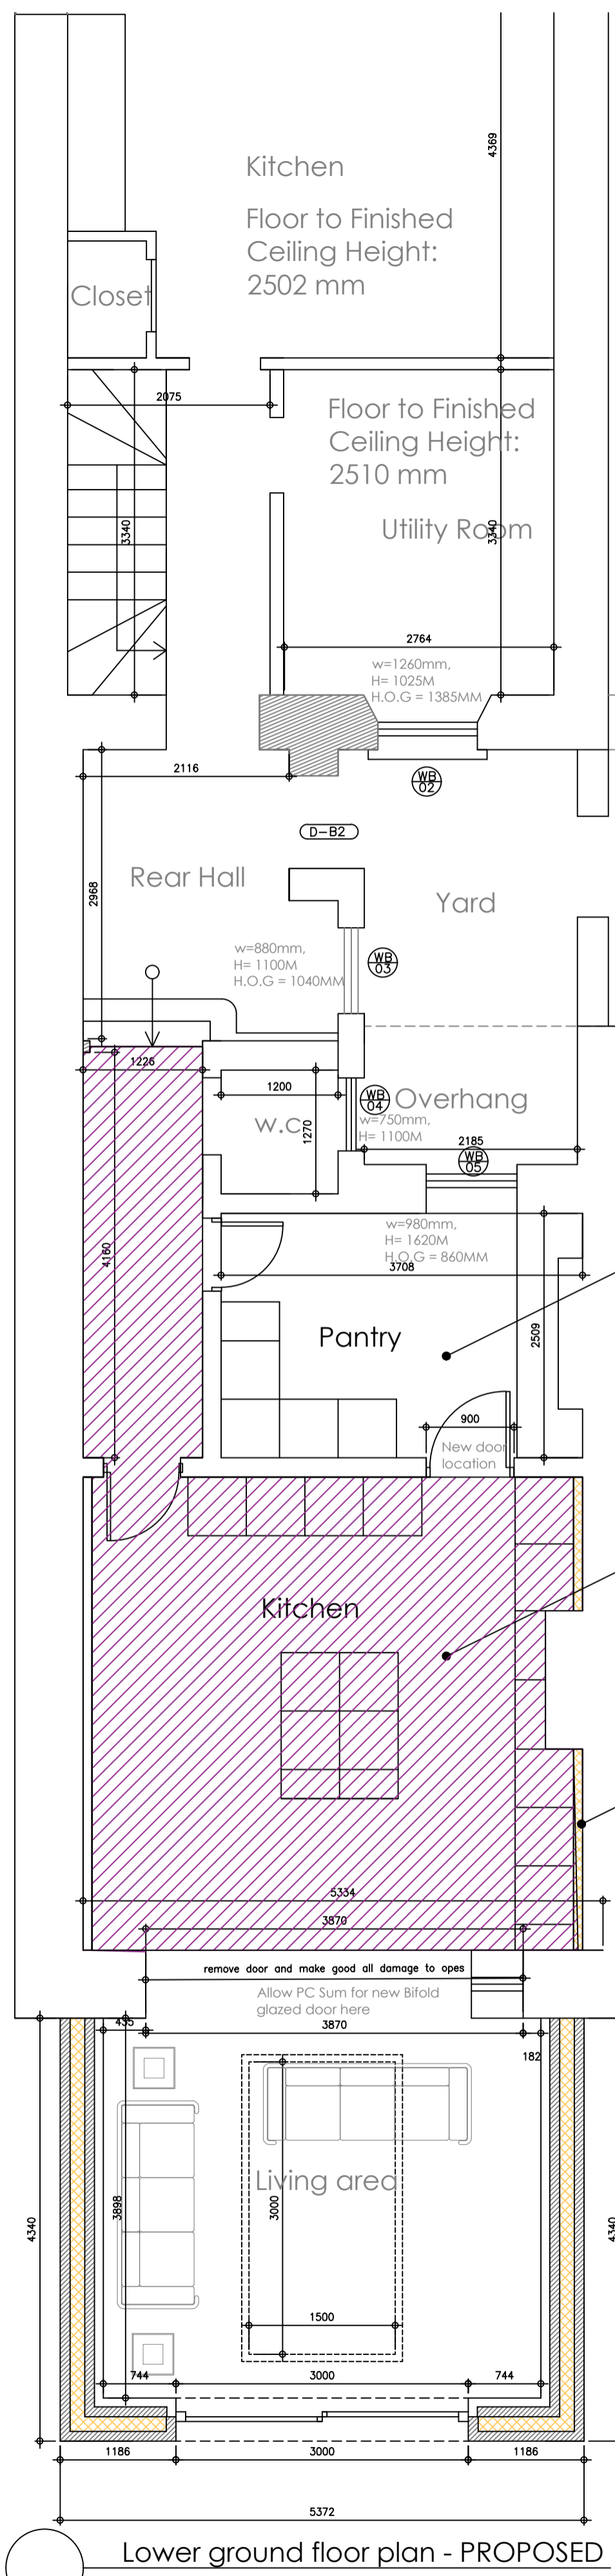 4369
Kitchen
Floor to Finished
Ceiling Height:
2502 mm
Closet
2075
Floor to Finished
Ceiling Height:
2510 mm
3340
Utility Room
3340
2764
w=1260mm,
H= 1025M
H.O.G = 1385MM
2116
WB
02
D-B2
Rear Hall
2968
Yard
w=880mm,
H= 1100M
H.O.G = 1040MM
WB
03
1226
1200
w.c
1270
WB
04
Overhang
w=750mm,
H= 1100M
2185
WB
05
w=980mm,
H= 1620M
H.O.G = 860MM
4160
3708
Pantry
2509
900
New door
location
Kitchen
5334
3870
remove door and make good all damage to opes
Allow PC Sum for new Bifold
glazed door here
435
3870
182
Living area
3898
3000
4340
4340
1500
744
3000
744
1186
3000
1186
5372
Lower ground floor plan - PROPOSED